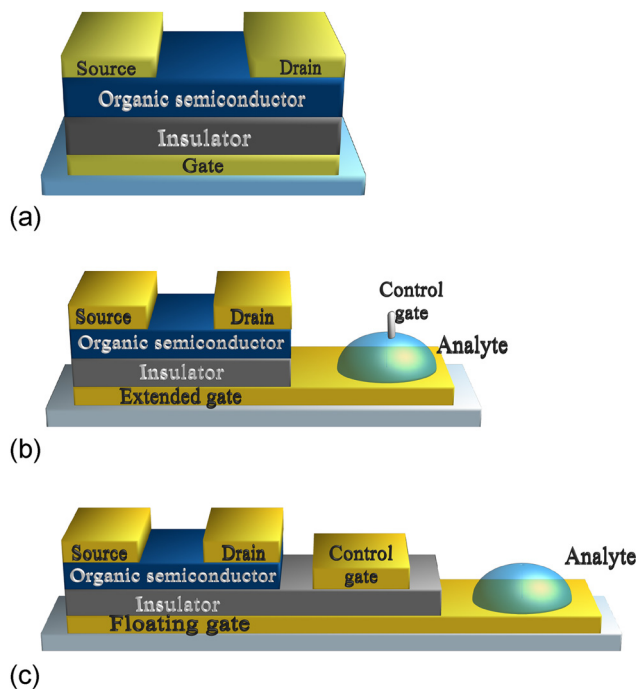 Source Drain
Organic semiconductor
Insulator
Gate
(a)
Control
gate
Analyte
Source Drain
Organic semiconductor
Insulator
Extended gate
(b)
Source Drain
Control
gate
Analyte
Organic semiconductor
Insulator
Floating gate
(c)